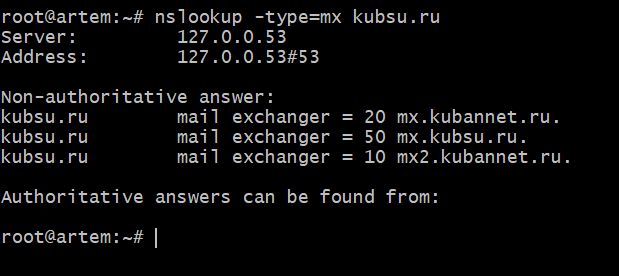 root@artem:~# nslookup -type=mx kubsu.ru
Server:         127.0.0.53
Address:        127.0.0.53#53

Non-authoritative answer:
kubsu.ru        mail exchanger = 20 mx.kubannet.ru.
kubsu.ru        mail exchanger = 50 mx.kubsu.ru.
kubsu.ru        mail exchanger = 10 mx2.kubannet.ru.

Authoritative answers can be found from:

root@artem:~#